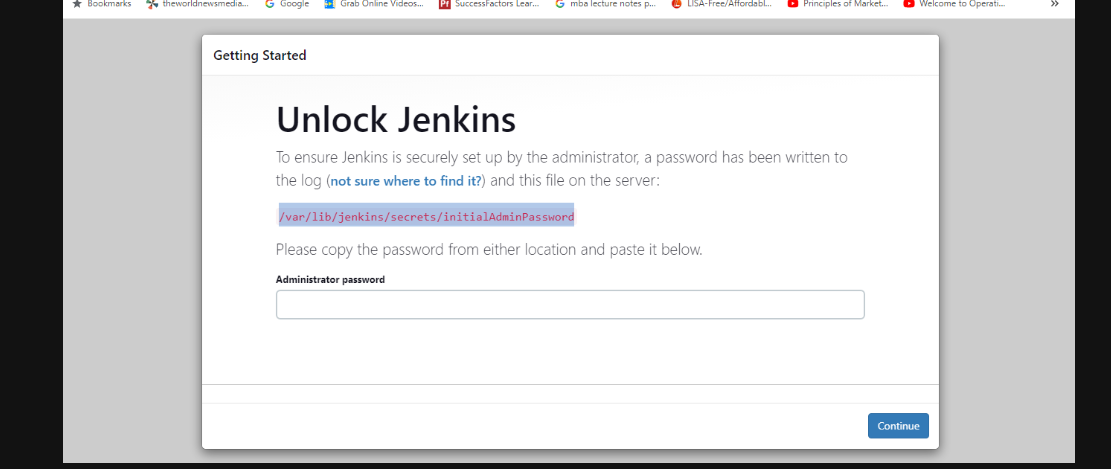 Bookmarks theworldnewsmedia... Google Grab Online Videos... SuccessFactors Lear... mba lecture notes p... LISA-Free/Affordabl... Principles of Market... Welcome to Operati... »
Getting Started
Unlock Jenkins
To ensure Jenkins is securely set up by the administrator, a password has been written to
the log (not sure where to find it?) and this file on the server:
/var/lib/jenkins/secrets/initialAdminPassword
Please copy the password from either location and paste it below.
Administrator password
Continue